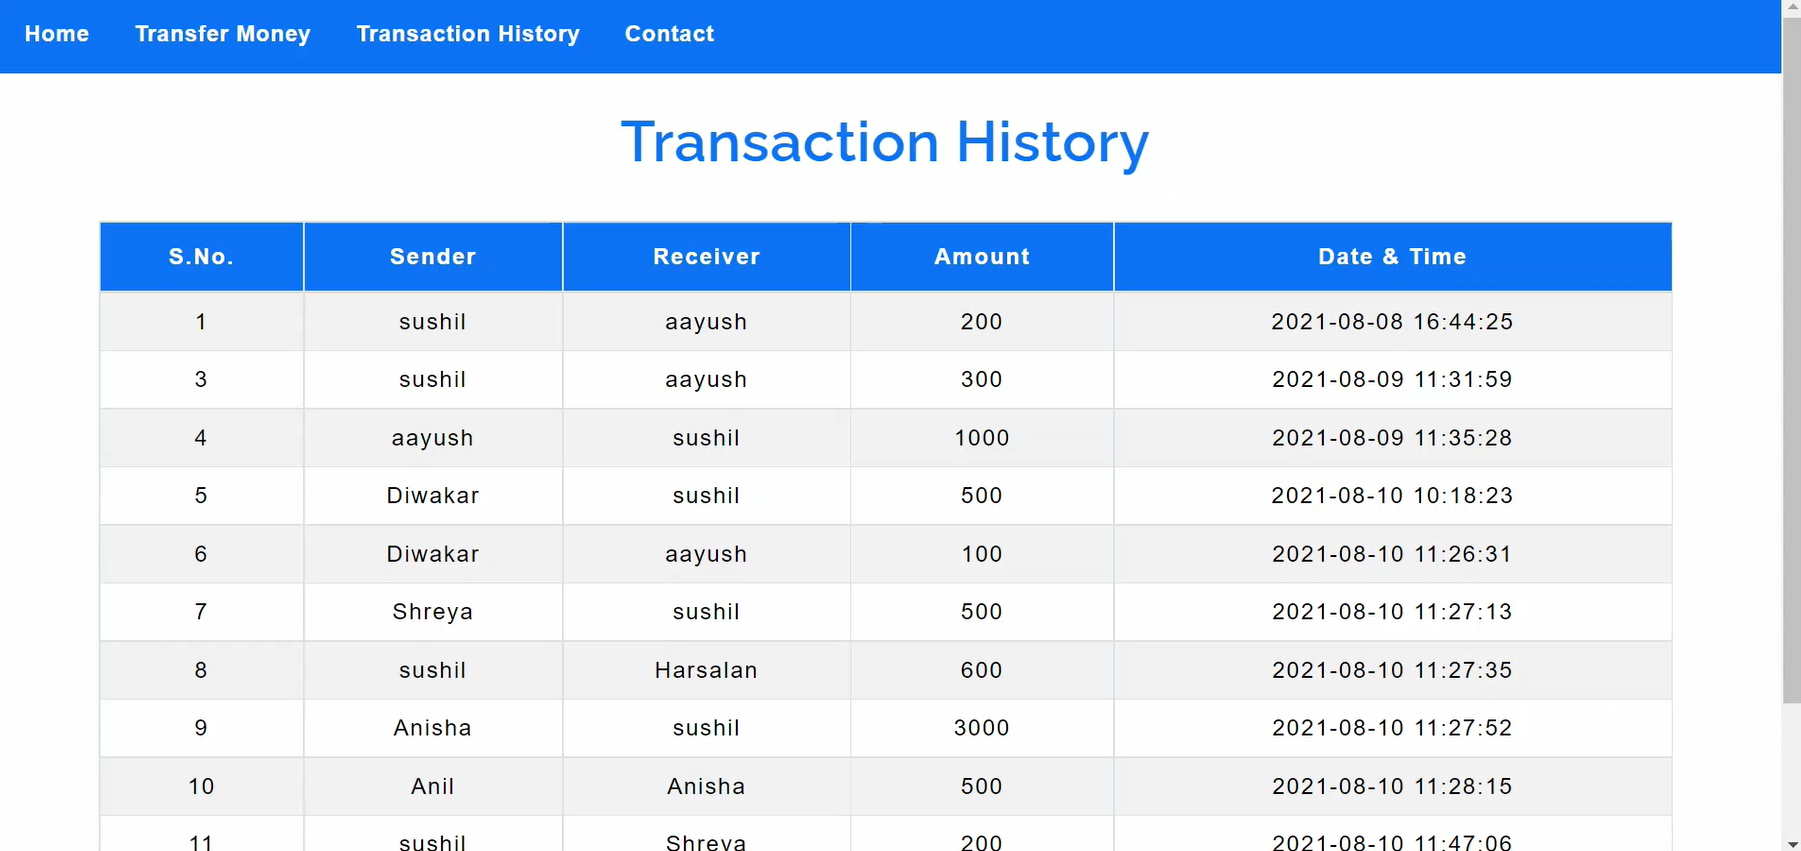 Home Transfer Money Transaction History Contact
Transaction History
S.No. Sender Receiver Amount Date & Time
1 sushil aayush 200 2021-08-08 16:44:25
3 sushil aayush 300 2021-08-09 11:31:59
4 aayush sushil 1000 2021-08-09 11:35:28
5 Diwakar sushil 500 2021-08-10 10:18:23
6 Diwakar aayush 100 2021-08-10 11:26:31
7 Shreya sushil 500 2021-08-10 11:27:13
8 sushil Harsalan 600 2021-08-10 11:27:35
9 Anisha sushil 3000 2021-08-10 11:27:52
10 Anil Anisha 500 2021-08-10 11:28:15
11 sushil Shreya 200 2021-08-10 11:47:06